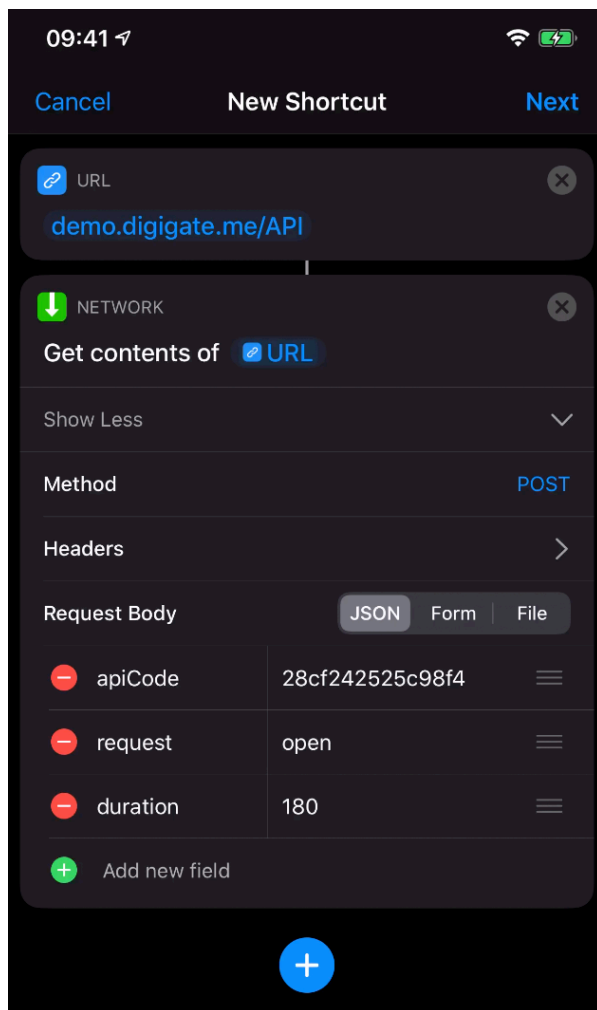 09:41
Cancel New Shortcut Next
URL
demo.digigate.me/API
NETWORK
Get contents of URL
Show Less
Method POST
Headers
Request Body JSON Form File
apiCode 28cf242525c98f4
request open
duration 180
Add new field